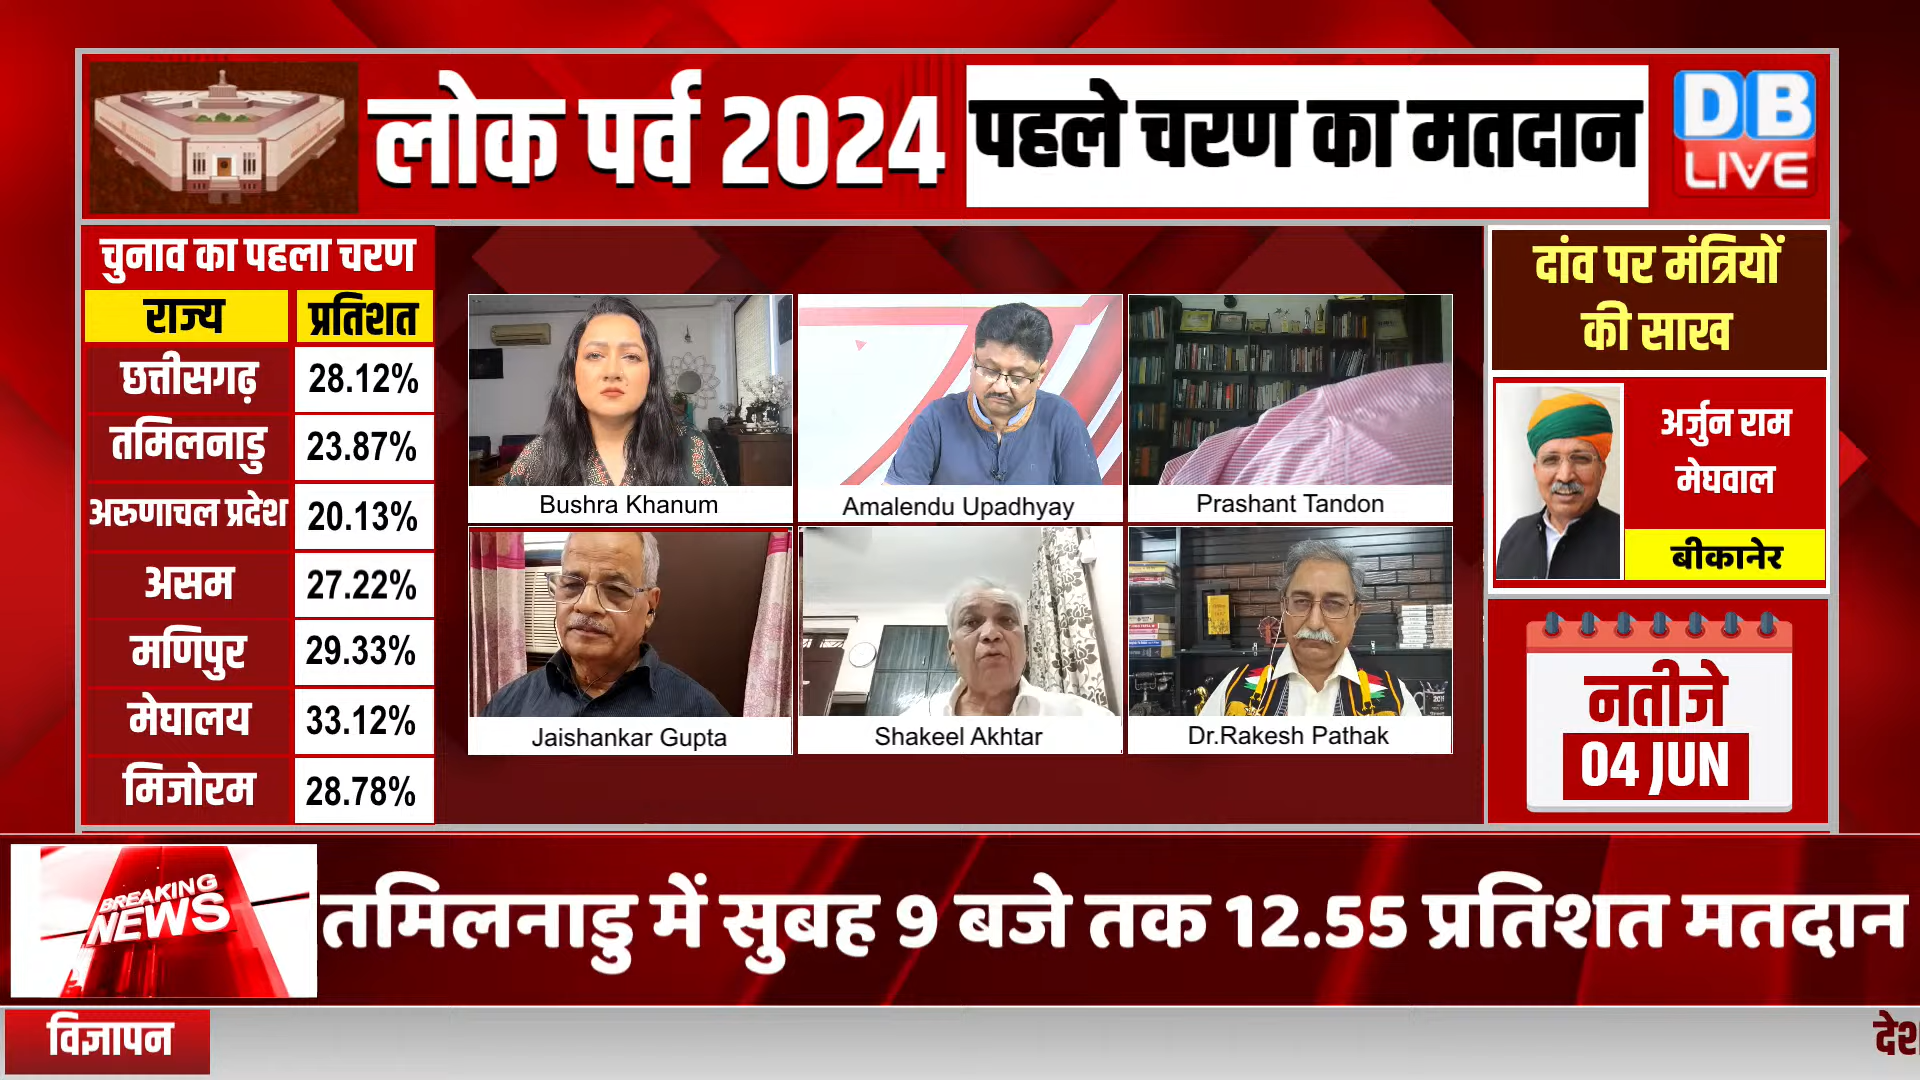 लोक पर्व 2024
पहले चरण का मतदान
DB
LIVE
चुनाव का पहला चरण
राज्य प्रतिशत
छत्तीसगढ़ 28.12%
तमिलनाडु 23.87%
अरुणाचल प्रदेश 20.13%
असम 27.22%
मणिपुर 29.33%
मेघालय 33.12%
मिजोरम 28.78%
Bushra Khanum
Amalendu Upadhyay
Prashant Tandon
Jaishankar Gupta
Shakeel Akhtar
Dr.Rakesh Pathak
दांव पर मंत्रियों
की साख
अर्जुन राम
मेघवाल
बीकानेर
नतीजे
04 JUN
BREAKING
NEWS
तमिलनाडु में सुबह 9 बजे तक 12.55 प्रतिशत मतदान
विज्ञापन